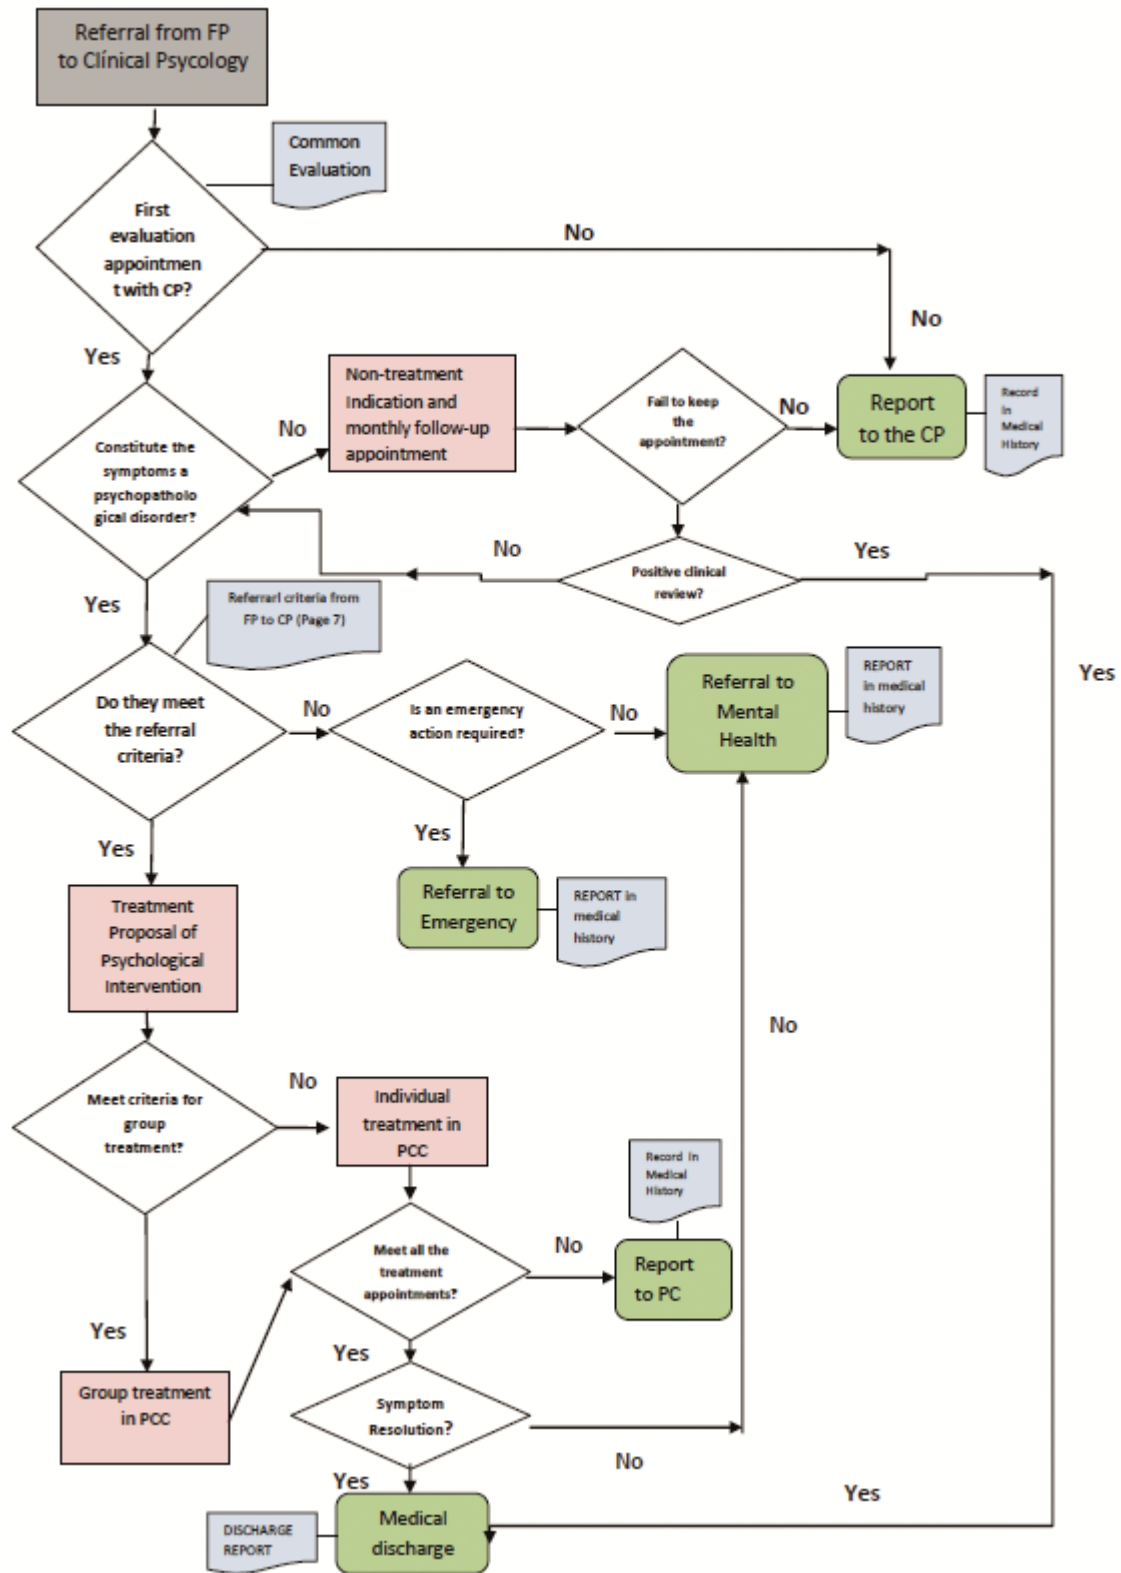 Referral from FP
to Clínical Psycology
Common
Evaluation
First
evaluation
appointmen
t with CP?
No
No
Yes
Non-treatment
Indication and
monthly follow-up
appointment
Fail to keep
the
appointment?
No
Report
to the CP
Record
in
Medical
History
No
Constitute the
symptoms a
psychopatholo
gical disorder?
No
Yes
Positive clinical
review?
Yes
Referrarl criteria from
FP to CP (Page 7)
Yes
Do they meet
the referral
criteria?
No
Is an emergency
action required?
No
Referral to
Mental
Health
REPORT
in medical
history
Yes
Yes
Referral to
Emergency
REPORT in
medical
history
Yes
Treatment
Proposal of
Psychological
Intervention
No
Meet criteria for
group
treatment?
No
Individual
treatment in
PCC
Record in
Medical
History
Meet all the
treatment
appointments?
No
Report
to PC
Yes
Group treatment
in PCC
Yes
Symptom
Resolution?
No
Yes
Yes
Medical
discharge
DISCHARGE
REPORT